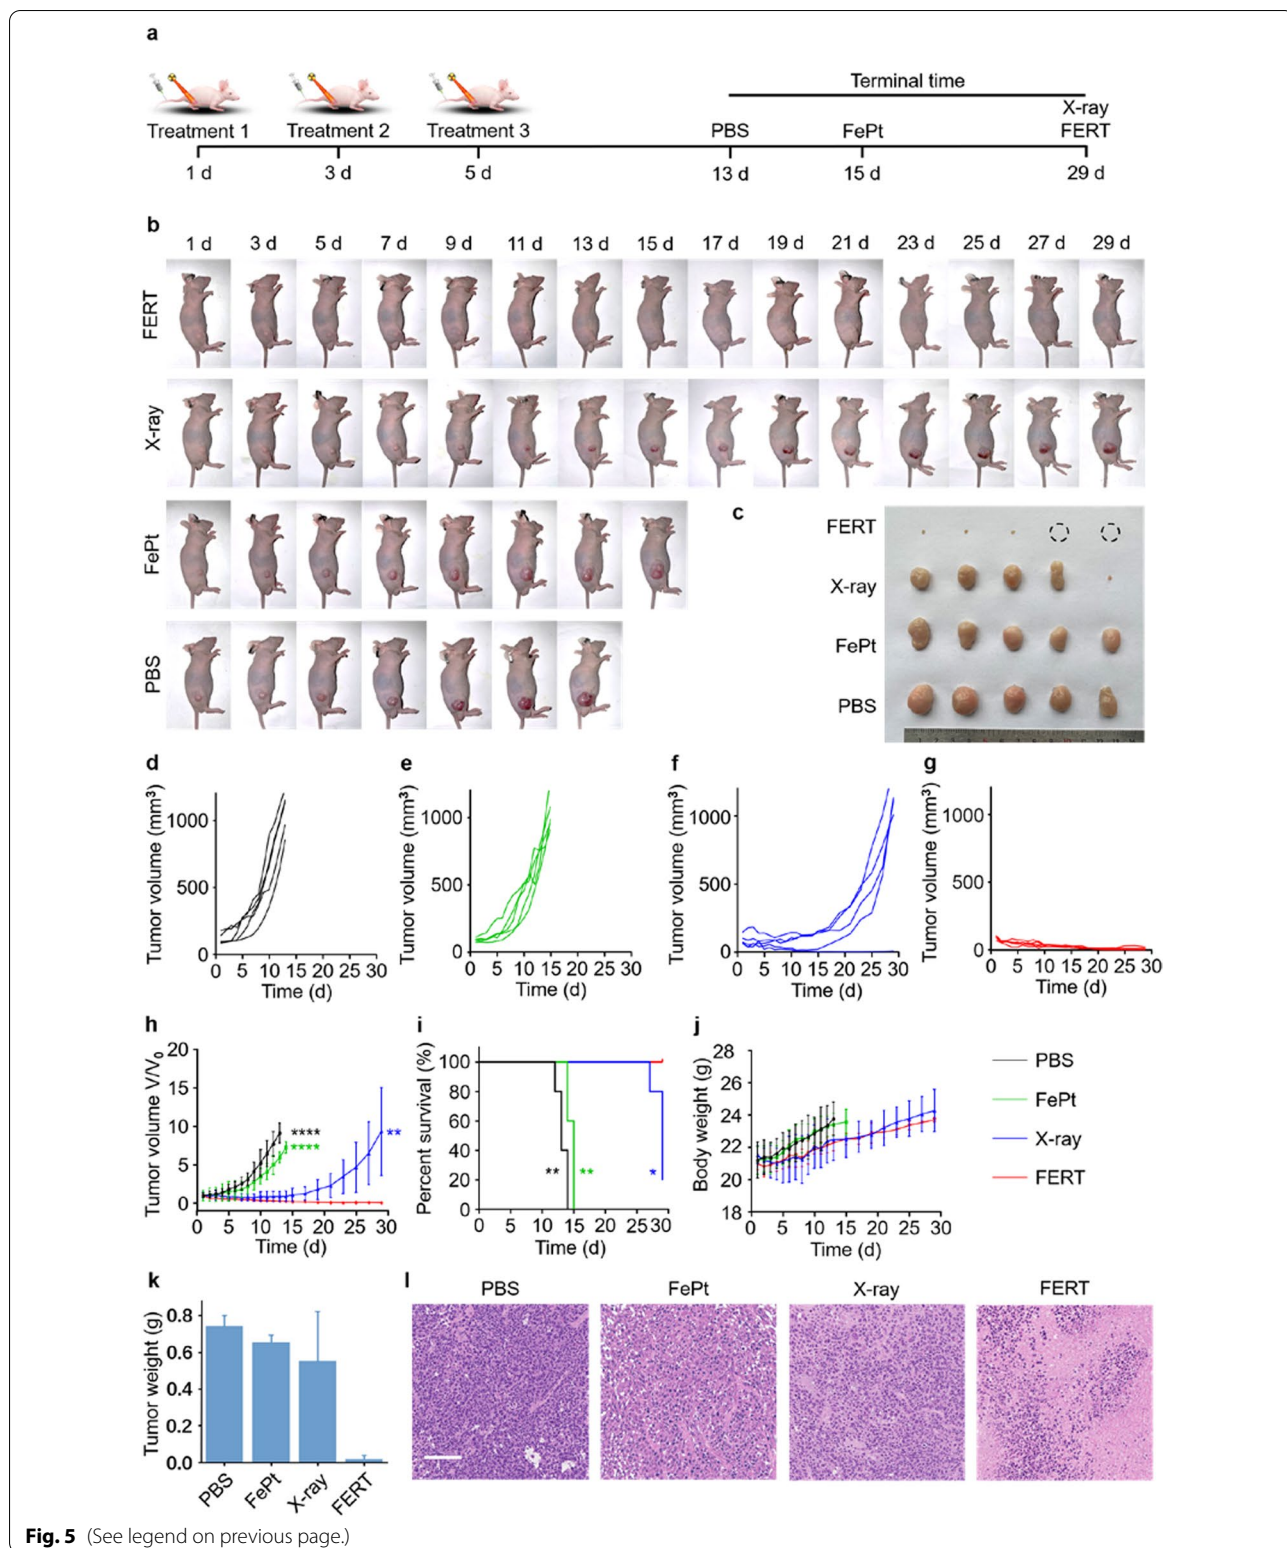 a
Terminal time
X-ray
Treatment 1 Treatment 2 Treatment 3 PBS FePt FERT
1 d 3 d 5 d 13 d 15 d 29 d
b
1 d 3 d 5 d 7 d 9 d 11 d 13 d 15 d 17 d 19 d 21 d 23 d 25 d 27 d 29 d
FERT
X-ray
FePt
PBS
c
FERT
X-ray
FePt
PBS
d
Tumor volume (mm³)
1000
500
0
0 5 10 15 20 25 30
Time (d)
e
Tumor volume (mm³)
1000
500
0
0 5 10 15 20 25 30
Time (d)
f
Tumor volume (mm³)
1000
500
0
0 5 10 15 20 25 30
Time (d)
g
Tumor volume (mm³)
1000
500
0
0 5 10 15 20 25 30
Time (d)
h
Tumor volume V/V₀
20
15
10
5
0
****
****
**
0 5 10 15 20 25 30
Time (d)
i
Percent survival (%)
100
80
60
40
20
0
** ** *
0 5 10 15 20 25 30
Time (d)
j
Body weight (g)
28
26
24
22
20
18
0 5 10 15 20 25 30
Time (d)
PBS
FePt
X-ray
FERT
k
Tumor weight (g)
0.8
0.6
0.4
0.2
0.0
PBS FePt X-ray FERT
l
PBS FePt X-ray FERT
Fig. 5 (See legend on previous page.)